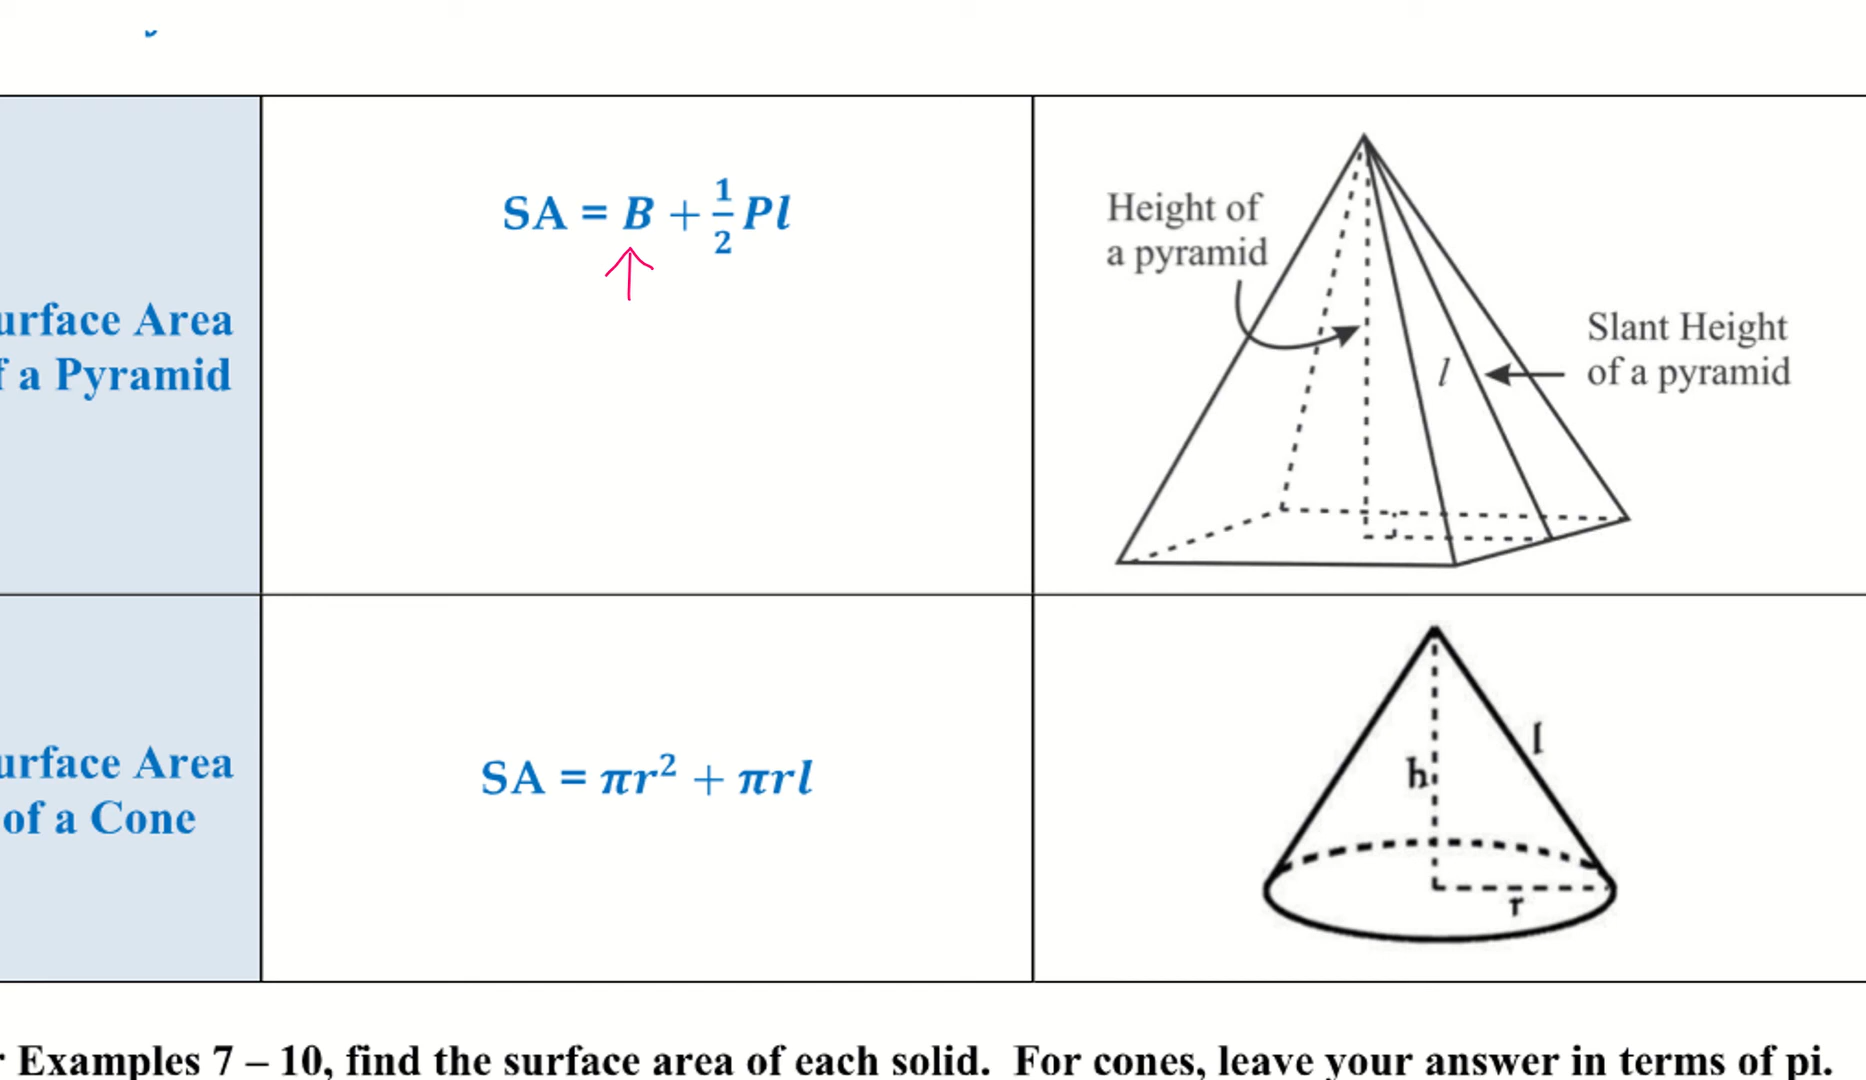 urface Area
f a Pyramid
SA = B + 1/2 Pl
Height of
a pyramid
l
Slant Height
of a pyramid
urface Area
of a Cone
SA = πr² + πrl
h
l
r
Examples 7 – 10, find the surface area of each solid. For cones, leave your answer in terms of pi.